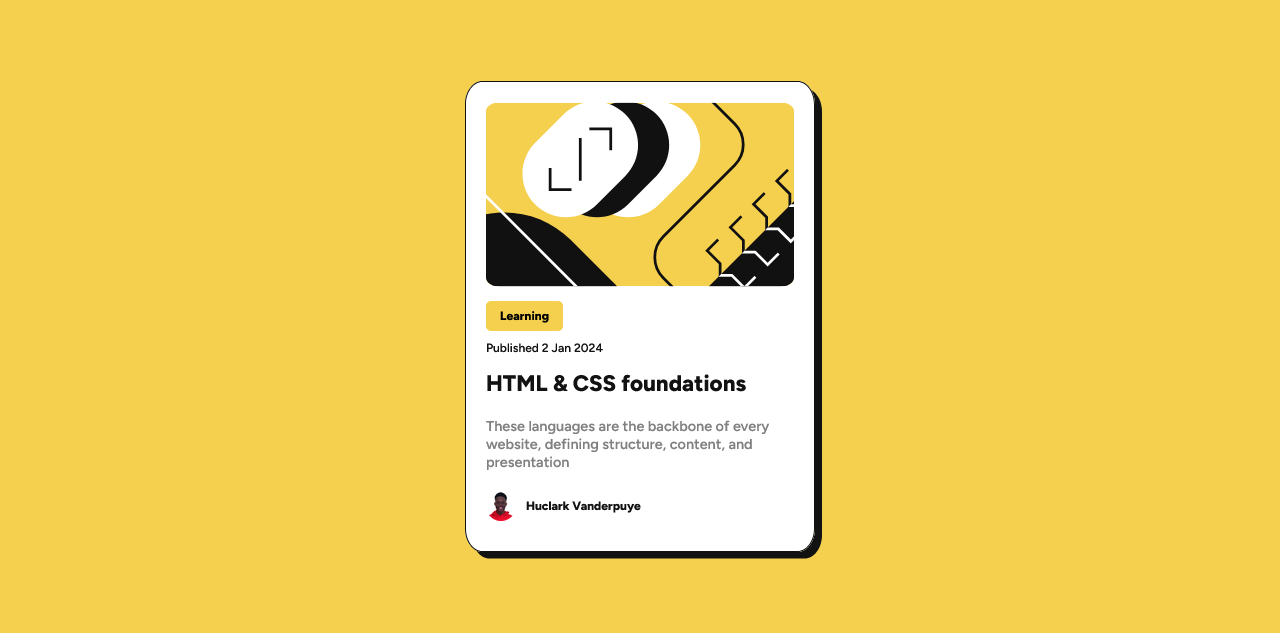 Learning
Published 2 Jan 2024
HTML & CSS foundations
These languages are the backbone of every
website, defining structure, content, and
presentation
Huclark Vanderpuye